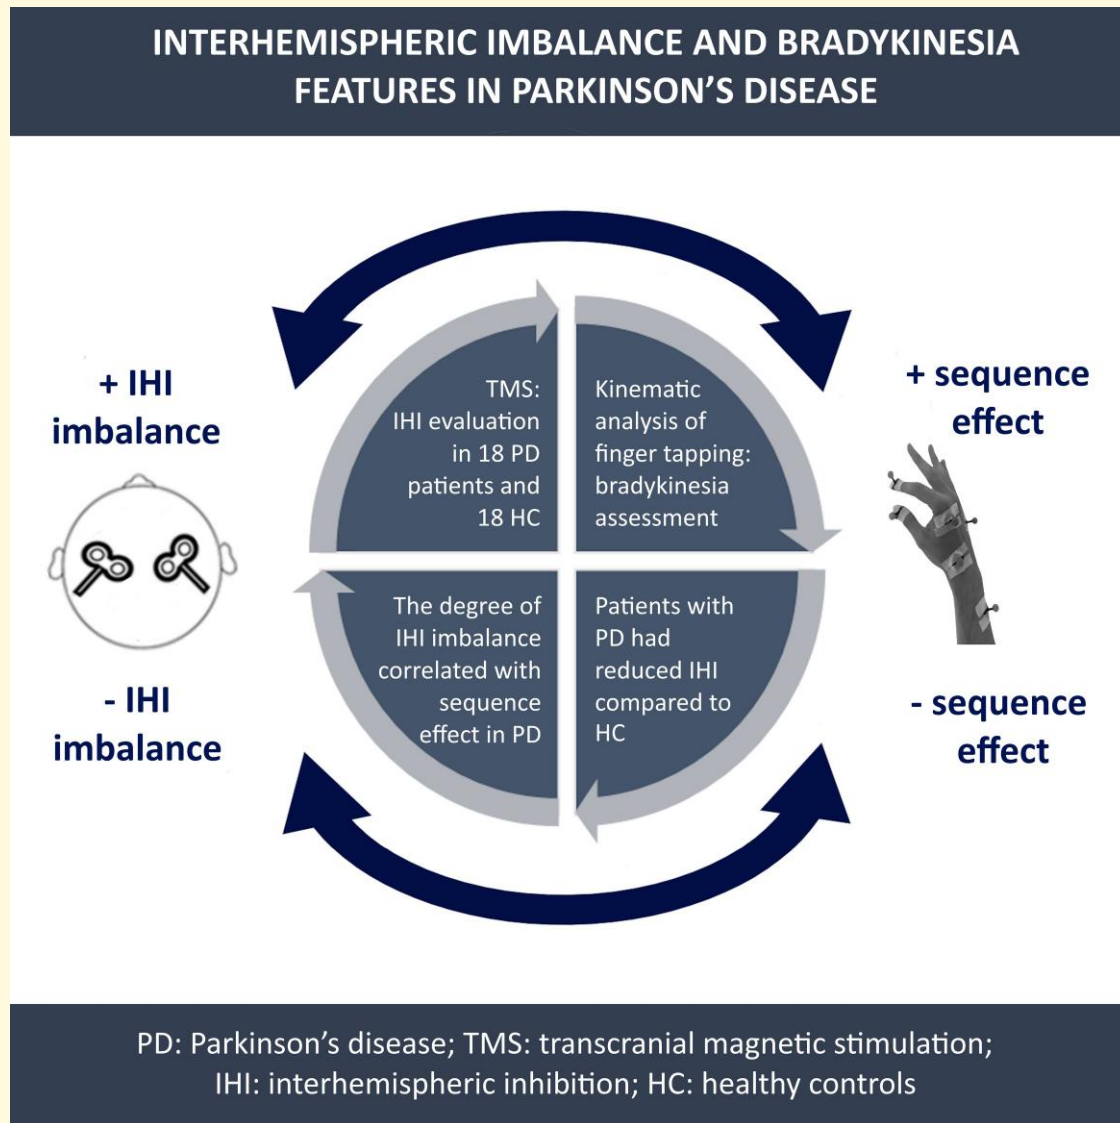 INTERHEMISPHERIC IMBALANCE AND BRADYKINESIA
FEATURES IN PARKINSON'S DISEASE
+ IHI
imbalance
TMS:
IHI evaluation
in 18 PD
patients and
18 HC
Kinematic
analysis of
finger tapping:
bradykinesia
assessment
+ sequence
effect
- IHI
imbalance
The degree of
IHI imbalance
correlated with
sequence
effect in PD
Patients with
PD had
reduced IHI
compared to
HC
- sequence
effect
PD: Parkinson's disease; TMS: transcranial magnetic stimulation;
IHI: interhemispheric inhibition; HC: healthy controls